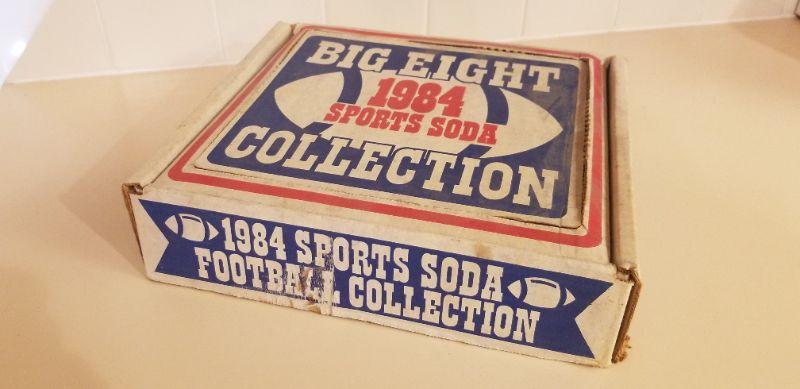 BIG EIGHT
1984
SPORTS SODA
COLLECTION
1984 SPORTS SODA
FOOTBALL COLLECTION